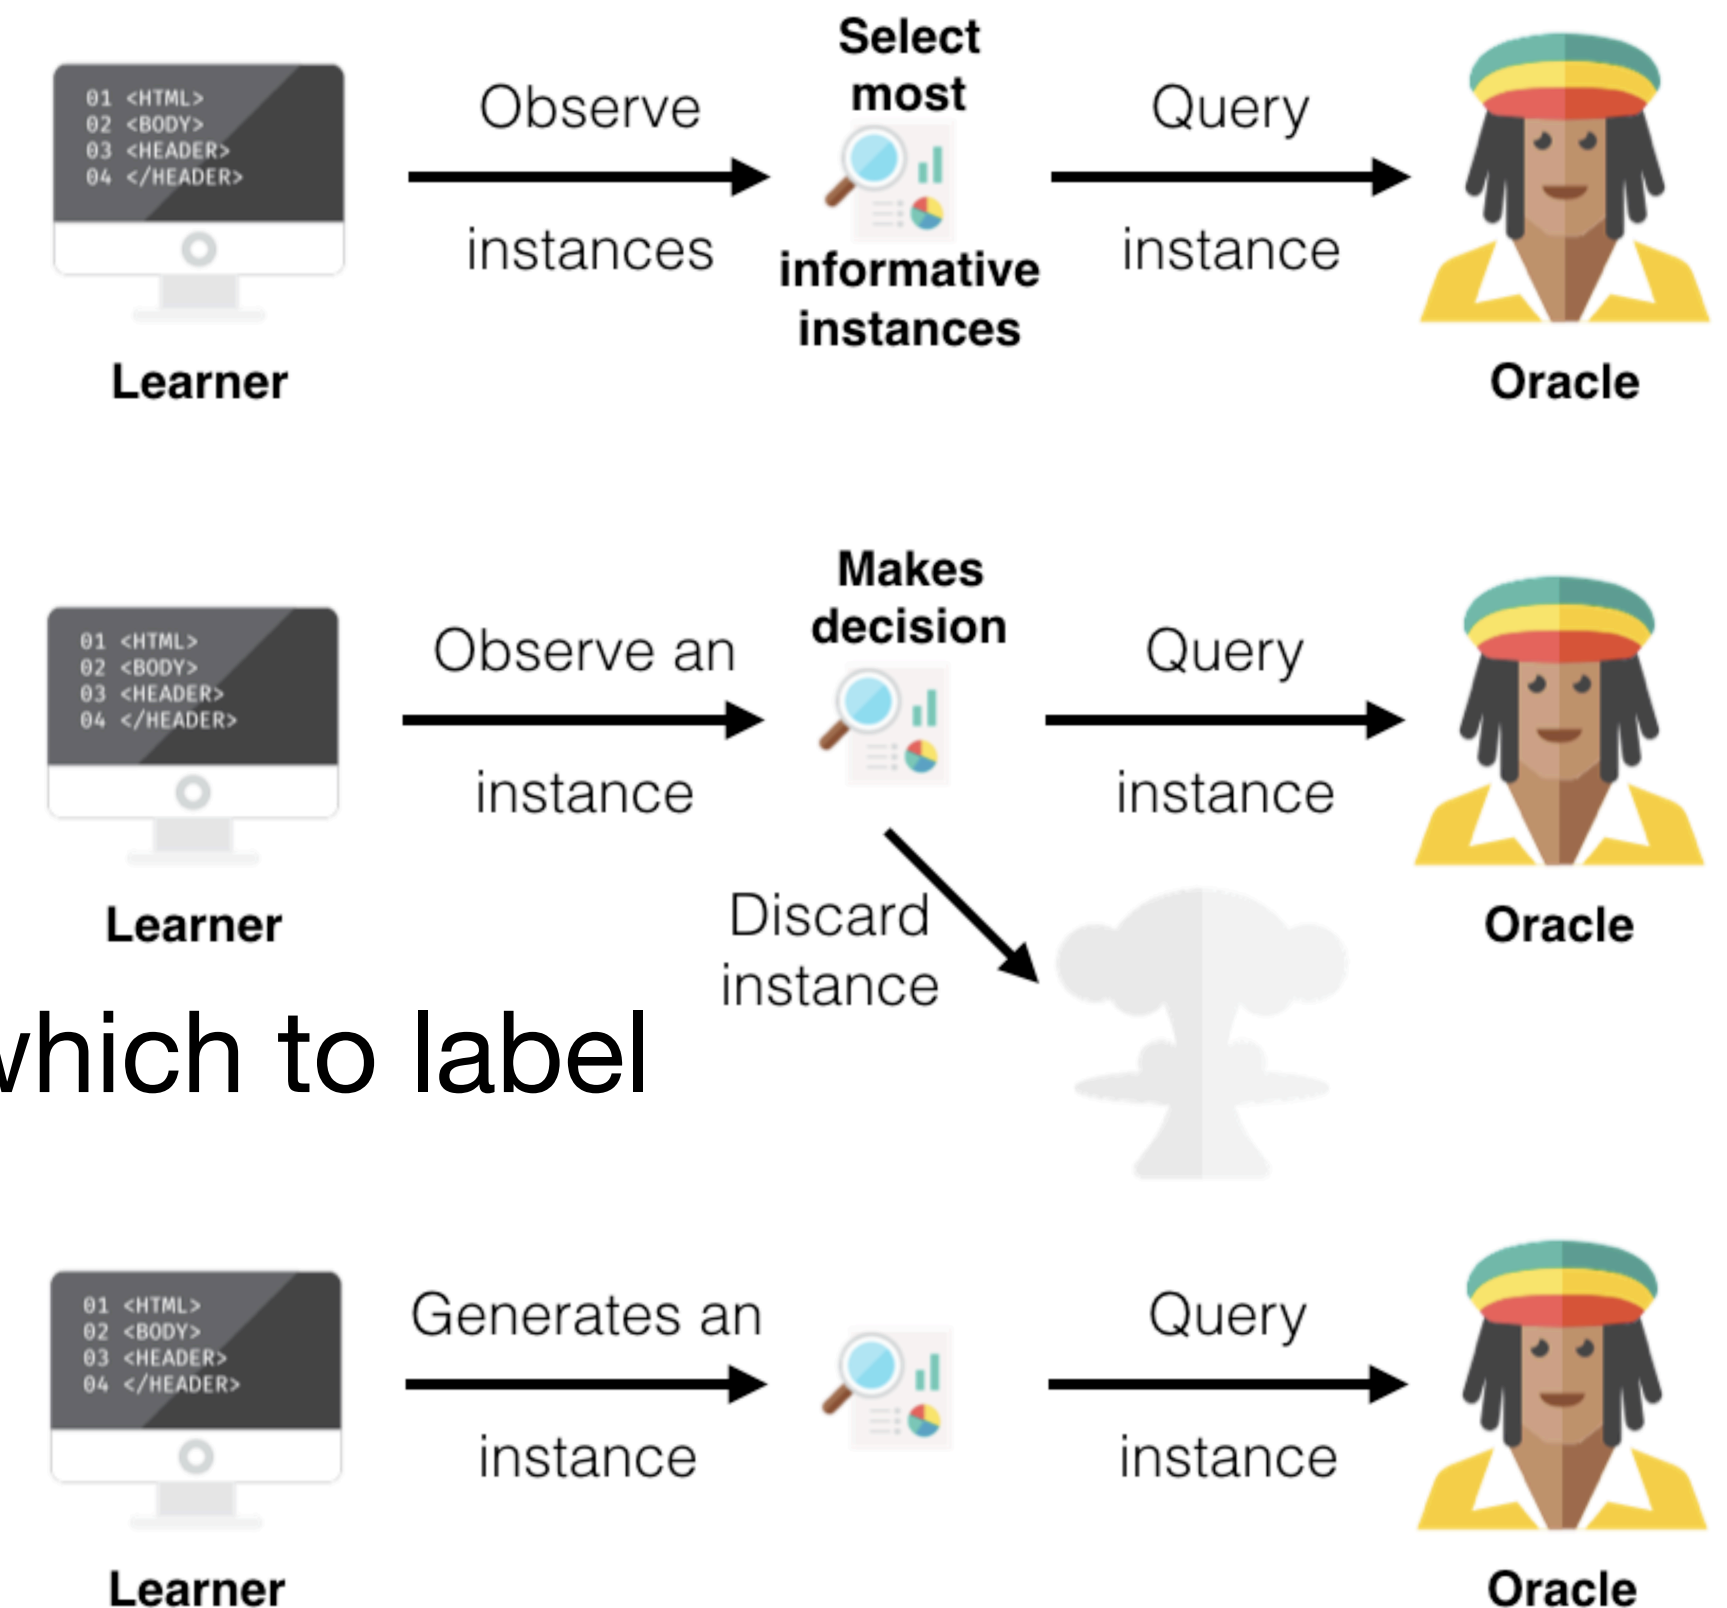 Select
most
01 <HTML>
02 <BODY>
03 <HEADER>
04 </HEADER>
Observe
instances
informative
instances
Query
instance
Learner
Oracle
Makes
decision
01 <HTML>
02 <BODY>
03 <HEADER>
04 </HEADER>
Observe an
instance
Query
instance
Discard
instance
Learner
Oracle
which to label
01 <HTML>
02 <BODY>
03 <HEADER>
04 </HEADER>
Generates an
instance
Query
instance
Learner
Oracle